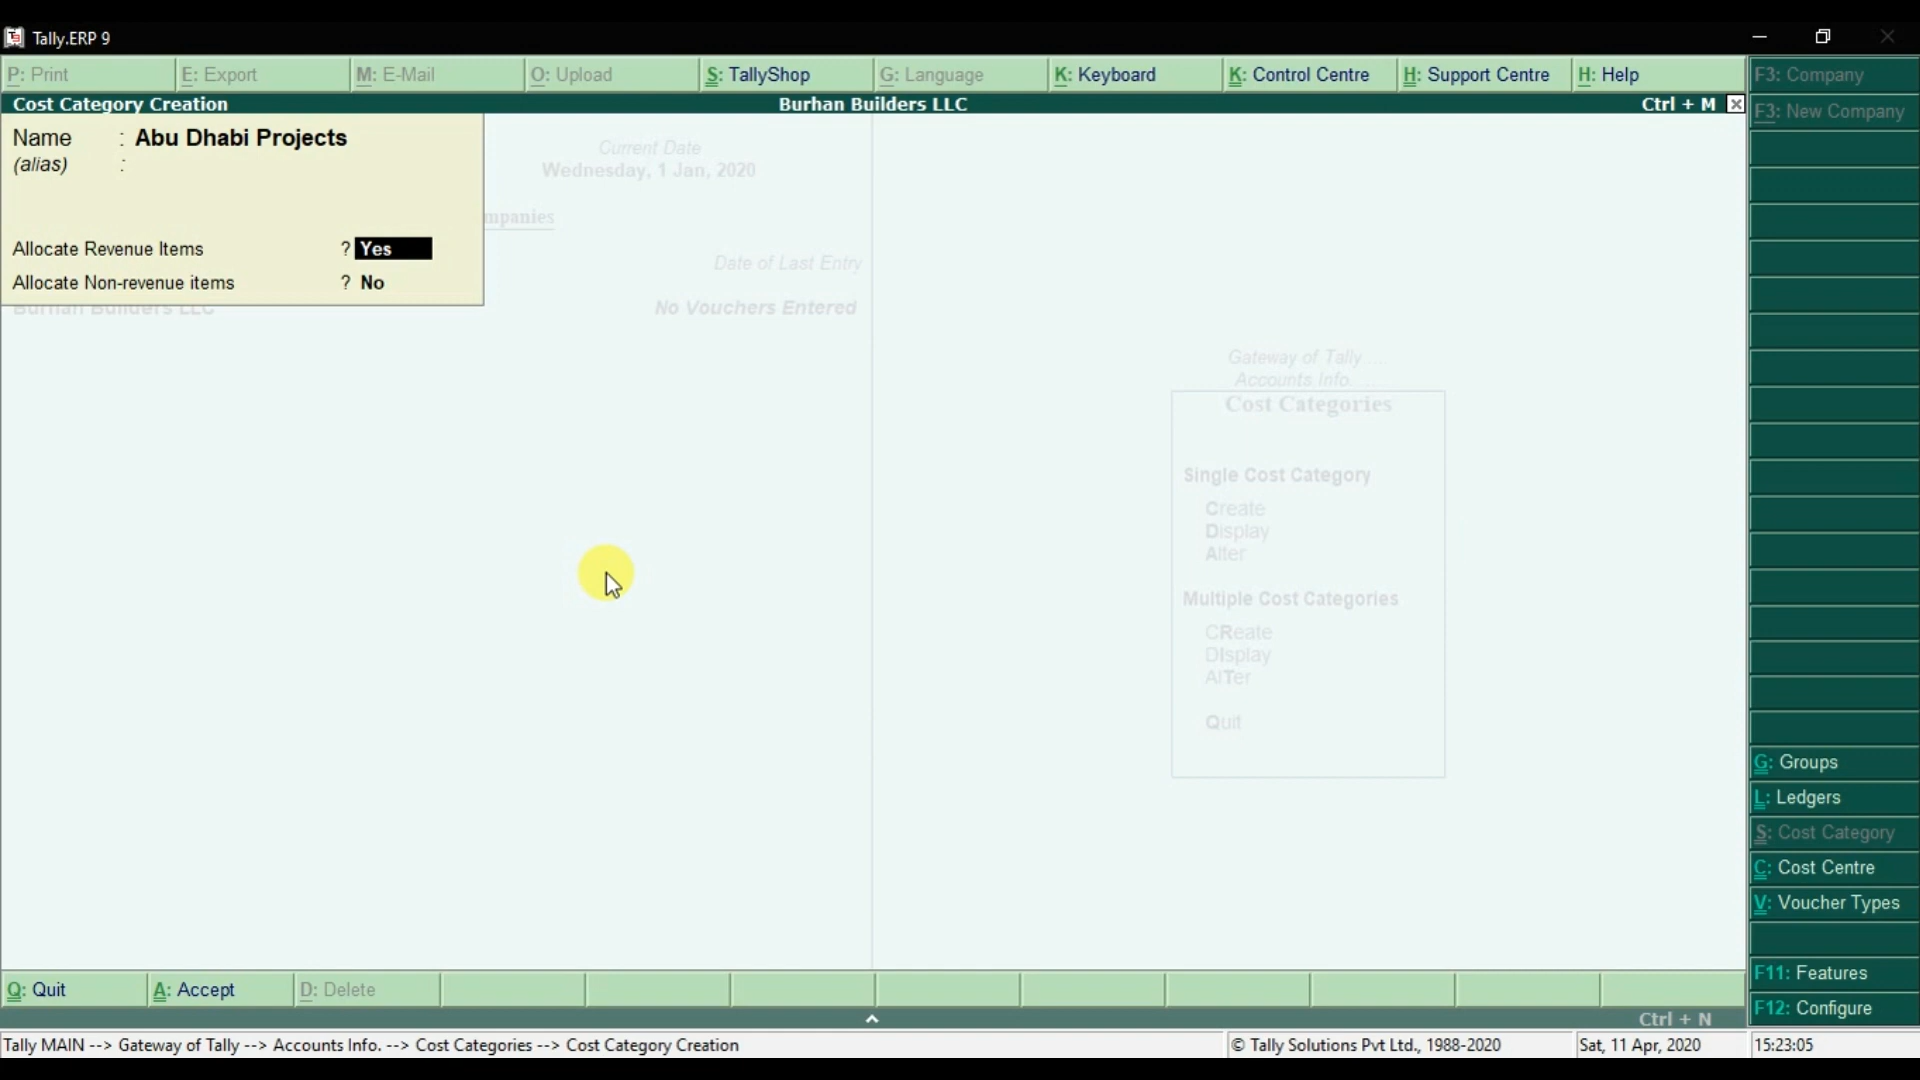 Tally.ERP 9
P: Print E: Export M: E-Mail O: Upload S: TallyShop G: Language K: Keyboard K: Control Centre H: Support Centre H: Help F3: Company
Cost Category Creation Burhan Builders LLC Ctrl + M F3: New Company
Name : Abu Dhabi Projects
(alias) :
Allocate Revenue Items ? Yes
Allocate Non-revenue items ? No
Current Date
Wednesday, 1 Jan, 2020
mpanies
Date of Last Entry
Burhan Builders LLC No Vouchers Entered
Gateway of Tally ....
Accounts Info. ....
Cost Categories
Single Cost Category
Create
Display
Alter
Multiple Cost Categories
CReate
DIsplay
AlTer
Quit
G: Groups
L: Ledgers
S: Cost Category
C: Cost Centre
V: Voucher Types
F11: Features
F12: Configure
Q: Quit A: Accept D: Delete
Ctrl + N
Tally MAIN --> Gateway of Tally --> Accounts Info. --> Cost Categories --> Cost Category Creation © Tally Solutions Pvt Ltd., 1988-2020 Sat, 11 Apr, 2020 15:23:05